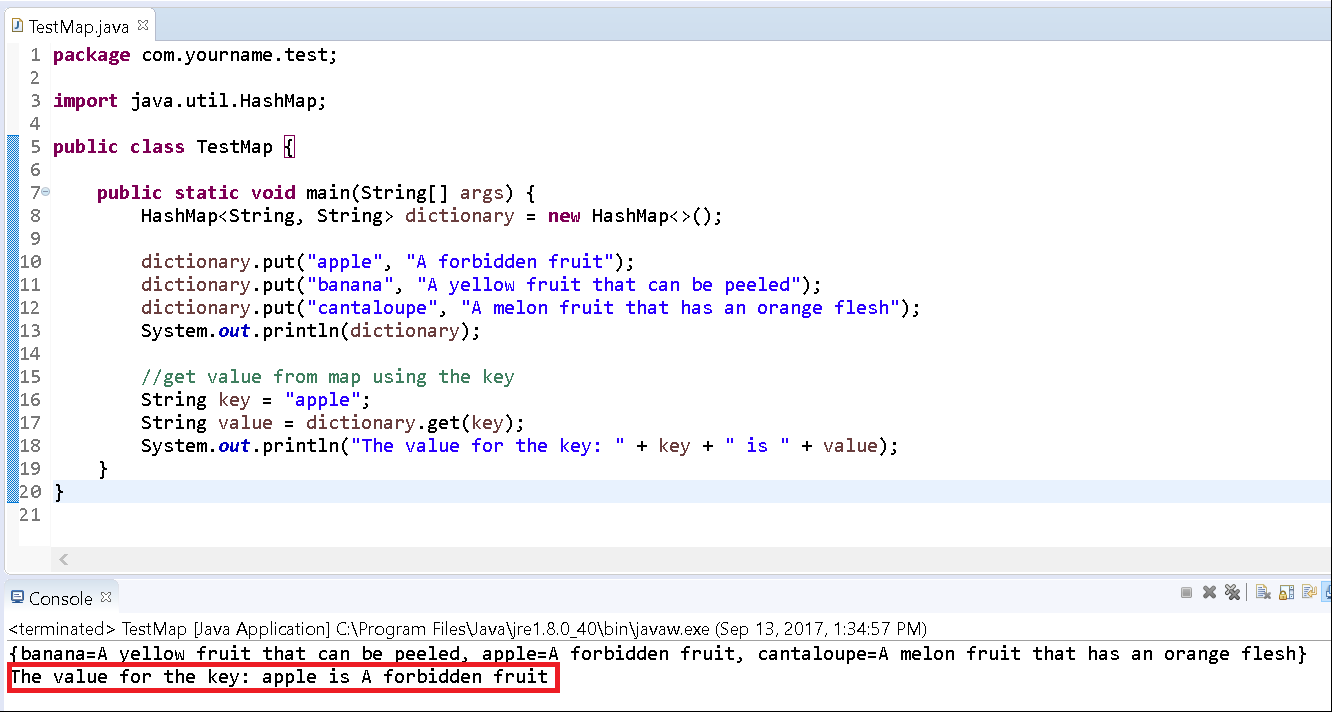 TestMap.java
1 package com.yourname.test;
2
3 import java.util.HashMap;
4
5 public class TestMap {
6
7     public static void main(String[] args) {
8         HashMap<String, String> dictionary = new HashMap<>();
9
10         dictionary.put("apple", "A forbidden fruit");
11         dictionary.put("banana", "A yellow fruit that can be peeled");
12         dictionary.put("cantaloupe", "A melon fruit that has an orange flesh");
13         System.out.println(dictionary);
14
15         //get value from map using the key
16         String key = "apple";
17         String value = dictionary.get(key);
18         System.out.println("The value for the key: " + key + " is " + value);
19     }
20 }
21
Console
<terminated> TestMap [Java Application] C:\Program Files\Java\jre1.8.0_40\bin\javaw.exe (Sep 13, 2017, 1:34:57 PM)
{banana=A yellow fruit that can be peeled, apple=A forbidden fruit, cantaloupe=A melon fruit that has an orange flesh}
The value for the key: apple is A forbidden fruit